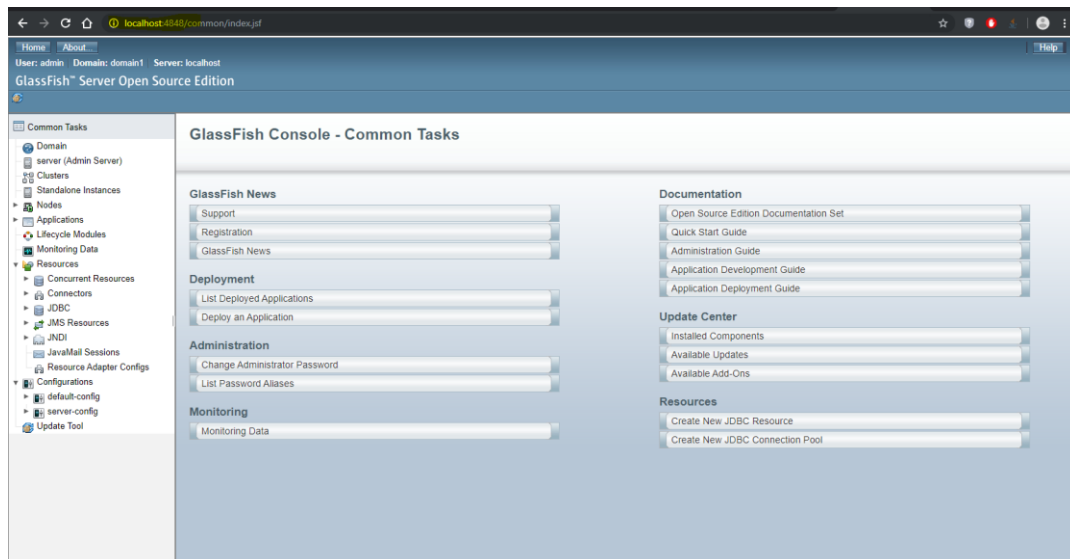 localhost:4848/common/index.jsf
Home About...
Help
User: admin Domain: domain1 Server: localhost
GlassFish™ Server Open Source Edition
Common Tasks
Domain
server (Admin Server)
Clusters
Standalone Instances
Nodes
Applications
Lifecycle Modules
Monitoring Data
Resources
Concurrent Resources
Connectors
JDBC
JMS Resources
JNDI
JavaMail Sessions
Resource Adapter Configs
Configurations
default-config
server-config
Update Tool
GlassFish Console - Common Tasks
GlassFish News
Support
Registration
GlassFish News
Deployment
List Deployed Applications
Deploy an Application
Administration
Change Administrator Password
List Password Aliases
Monitoring
Monitoring Data
Documentation
Open Source Edition Documentation Set
Quick Start Guide
Administration Guide
Application Development Guide
Application Deployment Guide
Update Center
Installed Components
Available Updates
Available Add-Ons
Resources
Create New JDBC Resource
Create New JDBC Connection Pool